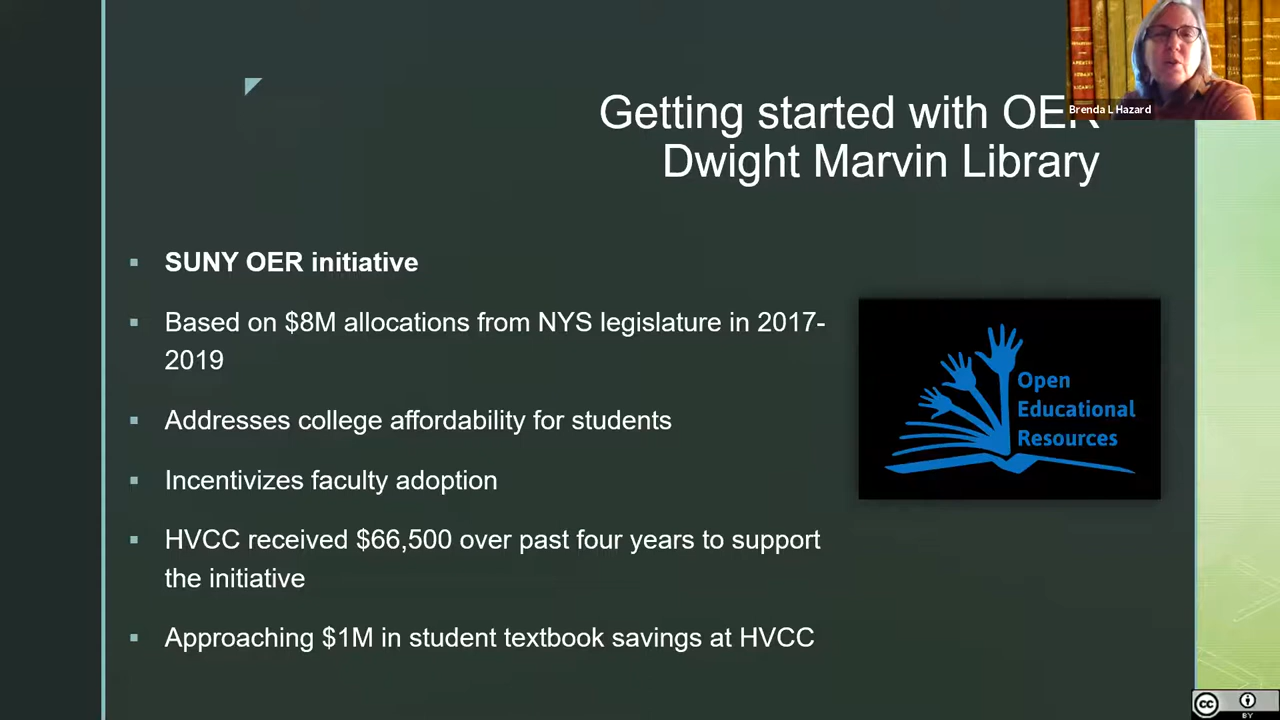 Brenda L Hazard
Getting started with OER
Dwight Marvin Library
▪ SUNY OER initiative
▪ Based on $8M allocations from NYS legislature in 2017-
2019
▪ Addresses college affordability for students
▪ Incentivizes faculty adoption
▪ HVCC received $66,500 over past four years to support
the initiative
▪ Approaching $1M in student textbook savings at HVCC
Open
Educational
Resources
cc
BY